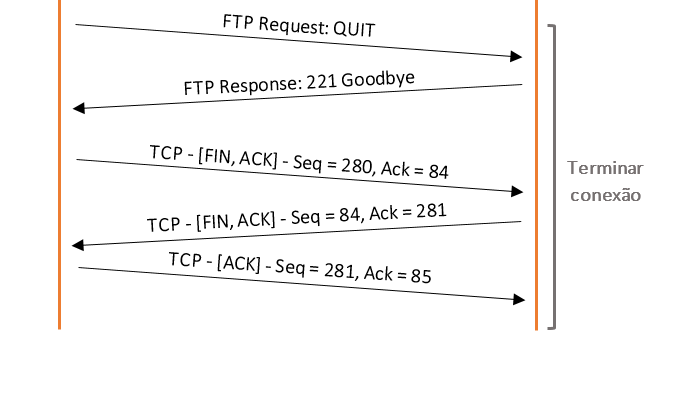 FTP Request: QUIT
FTP Response: 221 Goodbye
TCP - [FIN, ACK] - Seq = 280, Ack = 84
Terminar
conexão
TCP - [FIN, ACK] - Seq = 84, Ack = 281
TCP - [ACK] - Seq = 281, Ack = 85